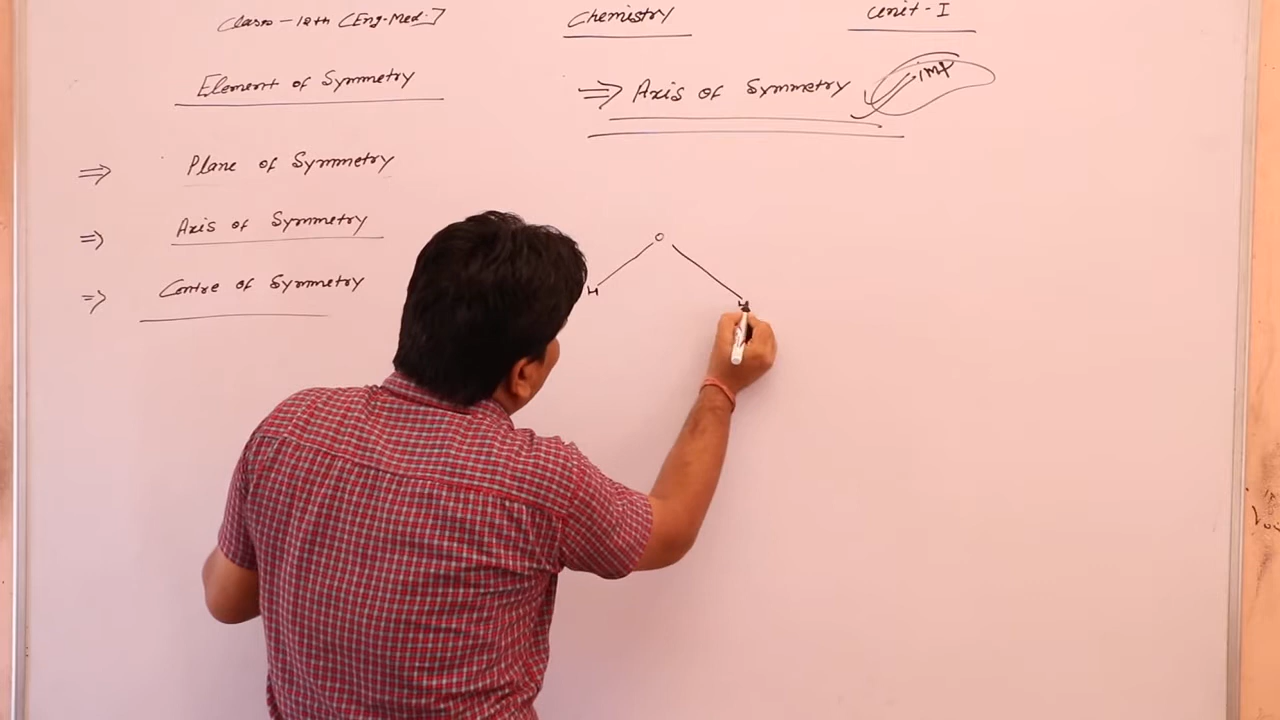 Class - 12th [Eng-Med.]
Chemistry
Unit - I
Element of Symmetry
⇒ Axis of Symmetry imp
⇒ Plane of Symmetry
⇒ Axis of Symmetry
⇒ Centre of Symmetry
O
H H